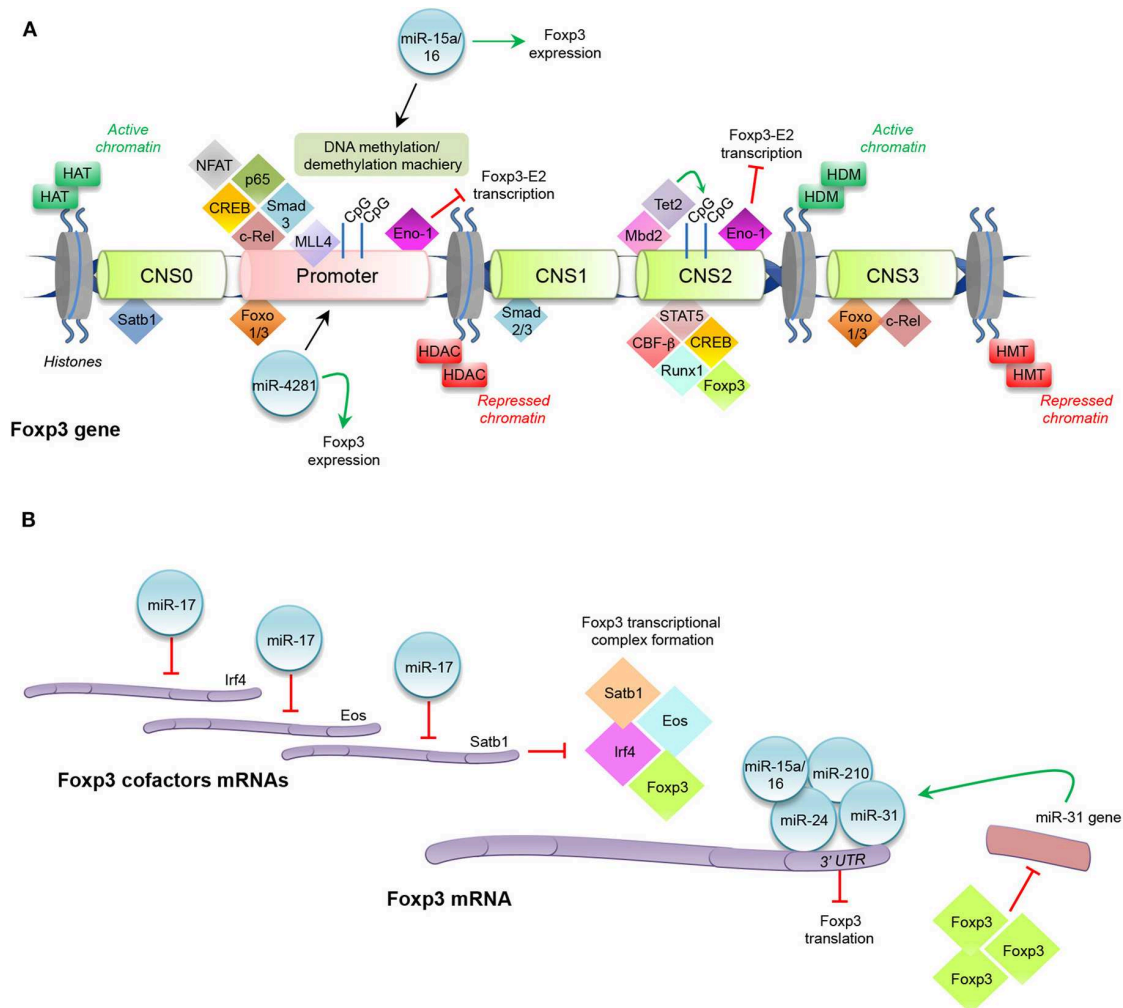 A
miR-15a/
16
Foxp3
expression
Active
chromatin
HAT
HAT
DNA methylation/
demethylation machiery
NFAT
p65
CREB
Smad
3
c-Rel
MLL4
CpG
CpG
Eno-1
Foxp3-E2
transcription
Tet2
Mbd2
CpG
CpG
Eno-1
Foxp3-E2
transcription
Active
chromatin
HDM
HDM
CNS0
Promoter
CNS1
CNS2
CNS3
Satb1
Foxo
1/3
Smad
2/3
STAT5
CBF-β
CREB
Runx1
Foxp3
Foxo
1/3
c-Rel
Histones
miR-4281
HDAC
HDAC
Repressed
chromatin
HMT
HMT
Repressed
chromatin
Foxp3 gene
Foxp3
expression
B
miR-17
miR-17
miR-17
Irf4
Eos
Satb1
Foxp3 cofactors mRNAs
Foxp3 transcriptional
complex formation
Satb1
Eos
Irf4
Foxp3
miR-15a/
16
miR-210
miR-24
miR-31
miR-31 gene
3' UTR
Foxp3 mRNA
Foxp3
translation
Foxp3
Foxp3
Foxp3